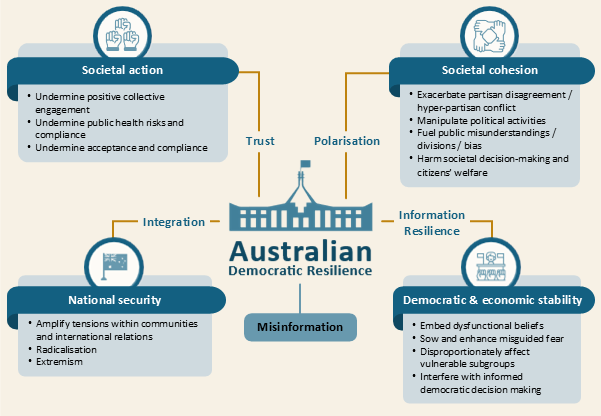 Societal action
• Undermine positive collective
engagement
• Undermine public health risks and
compliance
• Undermine acceptance and compliance
Societal cohesion
• Exacerbate partisan disagreement /
hyper-partisan conflict
• Manipulate political activities
• Fuel public misunderstandings /
divisions / bias
• Harm societal decision-making and
citizens' welfare
Trust
Polarisation
Integration
Information
Resilience
Australian
Democratic Resilience
Misinformation
National security
• Amplify tensions within communities
and international relations
• Radicalisation
• Extremism
Democratic & economic stability
• Embed dysfunctional beliefs
• Sow and enhance misguided fear
• Disproportionately affect
vulnerable subgroups
• Interfere with informed
democratic decision making